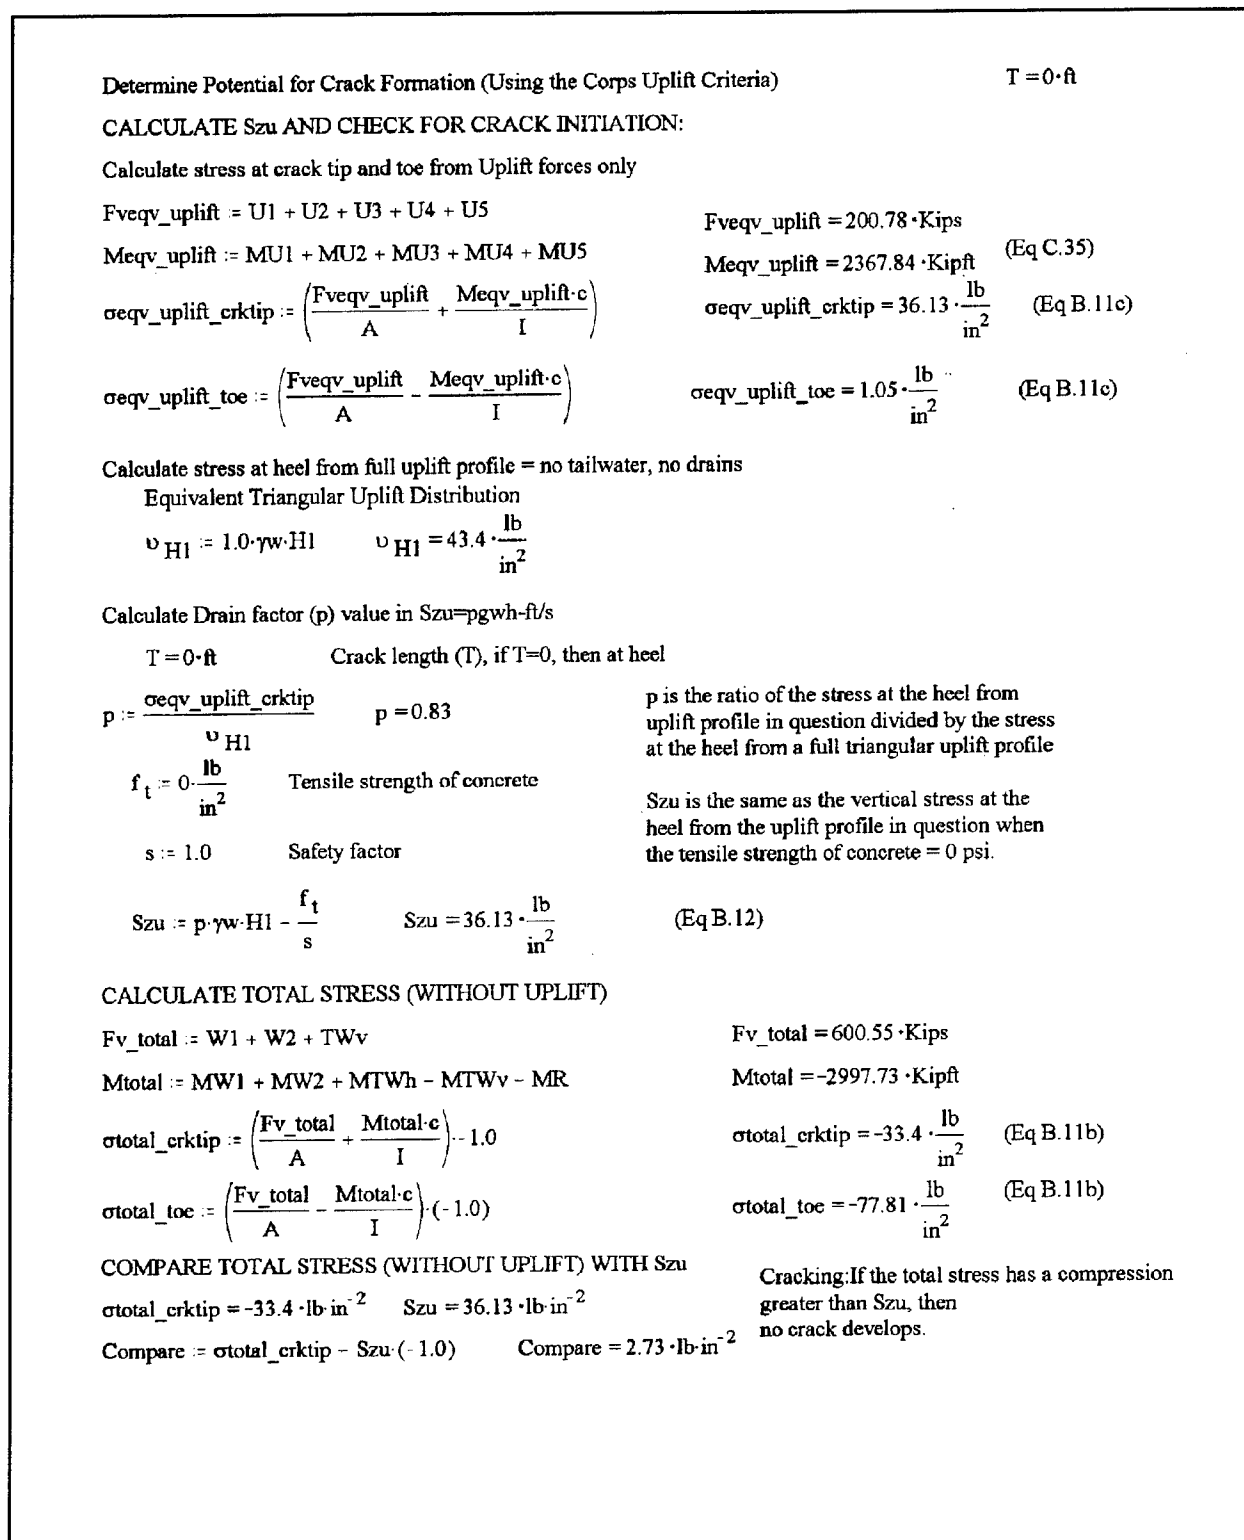 Determine Potential for Crack Formation (Using the Corps Uplift Criteria) T = 0·ft
CALCULATE Szu AND CHECK FOR CRACK INITIATION:
Calculate stress at crack tip and toe from Uplift forces only
Fveqv_uplift := U1 + U2 + U3 + U4 + U5 Fveqv_uplift = 200.78 ·Kips
Meqv_uplift := MU1 + MU2 + MU3 + MU4 + MU5 Meqv_uplift = 2367.84 ·Kipft (Eq C.35)
σeqv_uplift_crktip := (Fveqv_uplift/A + Meqv_uplift·c/I) σeqv_uplift_crktip = 36.13 · lb/in² (Eq B.11c)
σeqv_uplift_toe := (Fveqv_uplift/A − Meqv_uplift·c/I) σeqv_uplift_toe = 1.05 · lb/in² (Eq B.11c)
Calculate stress at heel from full uplift profile = no tailwater, no drains
Equivalent Triangular Uplift Distribution
υ H1 := 1.0·γw·H1 υ H1 = 43.4 · lb/in²
Calculate Drain factor (p) value in Szu=pgwh-ft/s
T = 0·ft Crack length (T), if T=0, then at heel
p := σeqv_uplift_crktip/υ H1 p = 0.83
p is the ratio of the stress at the heel from
uplift profile in question divided by the stress
at the heel from a full triangular uplift profile
f t := 0· lb/in² Tensile strength of concrete
s := 1.0 Safety factor
Szu is the same as the vertical stress at the
heel from the uplift profile in question when
the tensile strength of concrete = 0 psi.
Szu := p·γw·H1 − f t/s Szu = 36.13 · lb/in² (Eq B.12)
CALCULATE TOTAL STRESS (WITHOUT UPLIFT)
Fv_total := W1 + W2 + TWv Fv_total = 600.55 ·Kips
Mtotal := MW1 + MW2 + MTWh − MTWv − MR Mtotal = −2997.73 ·Kipft
σtotal_crktip := (Fv_total/A + Mtotal·c/I)·−1.0 σtotal_crktip = −33.4 · lb/in² (Eq B.11b)
σtotal_toe := (Fv_total/A − Mtotal·c/I)·(−1.0) σtotal_toe = −77.81 · lb/in² (Eq B.11b)
COMPARE TOTAL STRESS (WITHOUT UPLIFT) WITH Szu
σtotal_crktip = −33.4 ·lb·in⁻² Szu = 36.13 ·lb·in⁻²
Compare := σtotal_crktip − Szu·(−1.0) Compare = 2.73 ·lb·in⁻²
Cracking:If the total stress has a compression
greater than Szu, then
no crack develops.